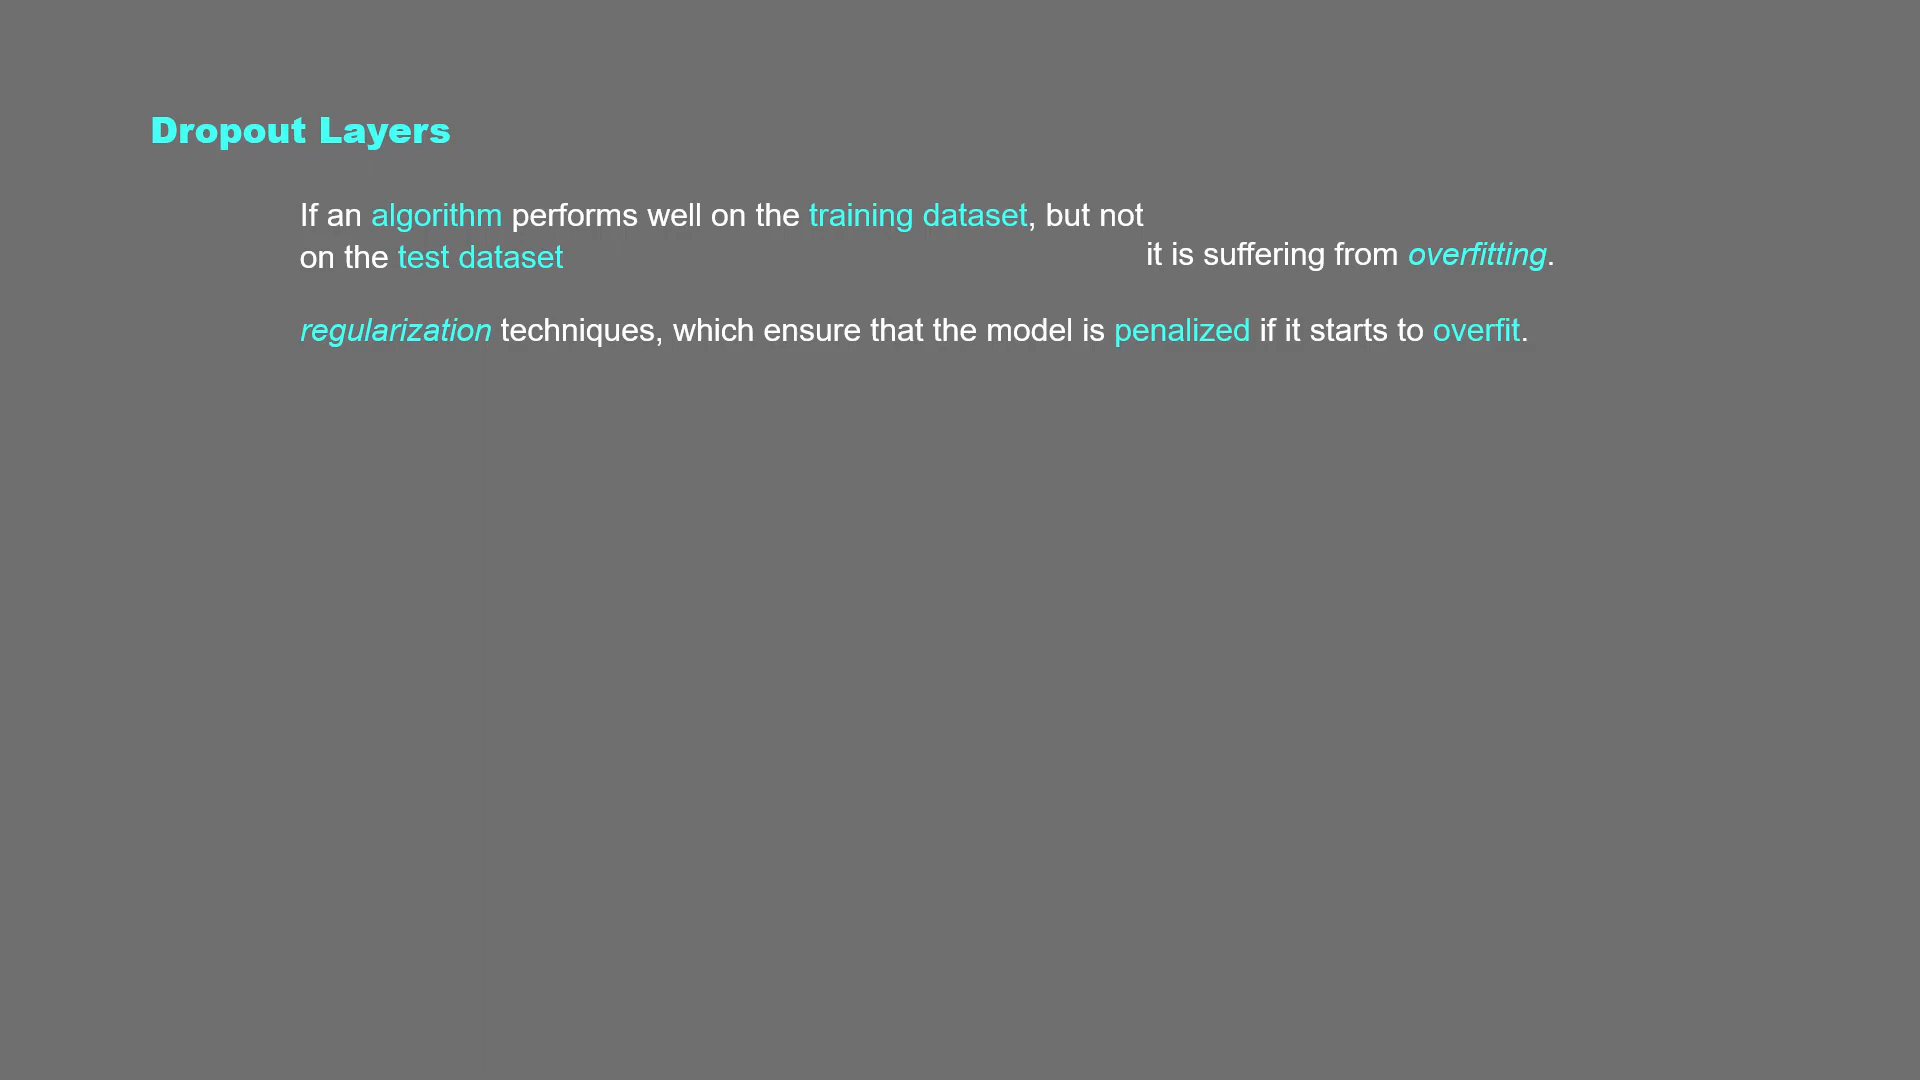 Dropout Layers
If an algorithm performs well on the training dataset, but not
on the test dataset
it is suffering from overfitting.
regularization techniques, which ensure that the model is penalized if it starts to overfit.